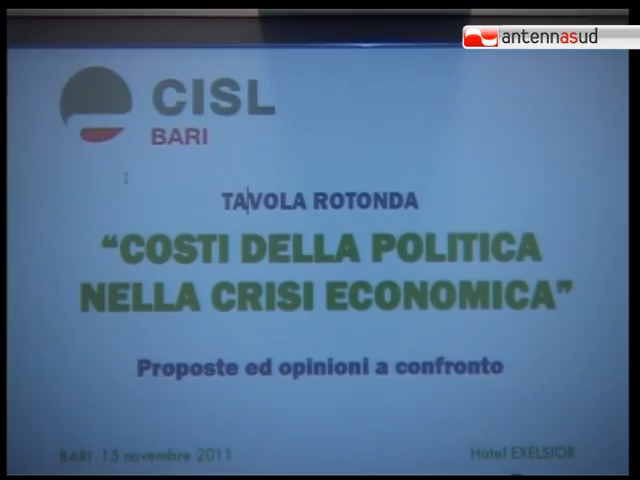 antennasud
CISL
BARI
TAVOLA ROTONDA
“COSTI DELLA POLITICA
NELLA CRISI ECONOMICA”
Proposte ed opinioni a confronto
BARI 15 novembre 2011
Hotel EXELSIOR